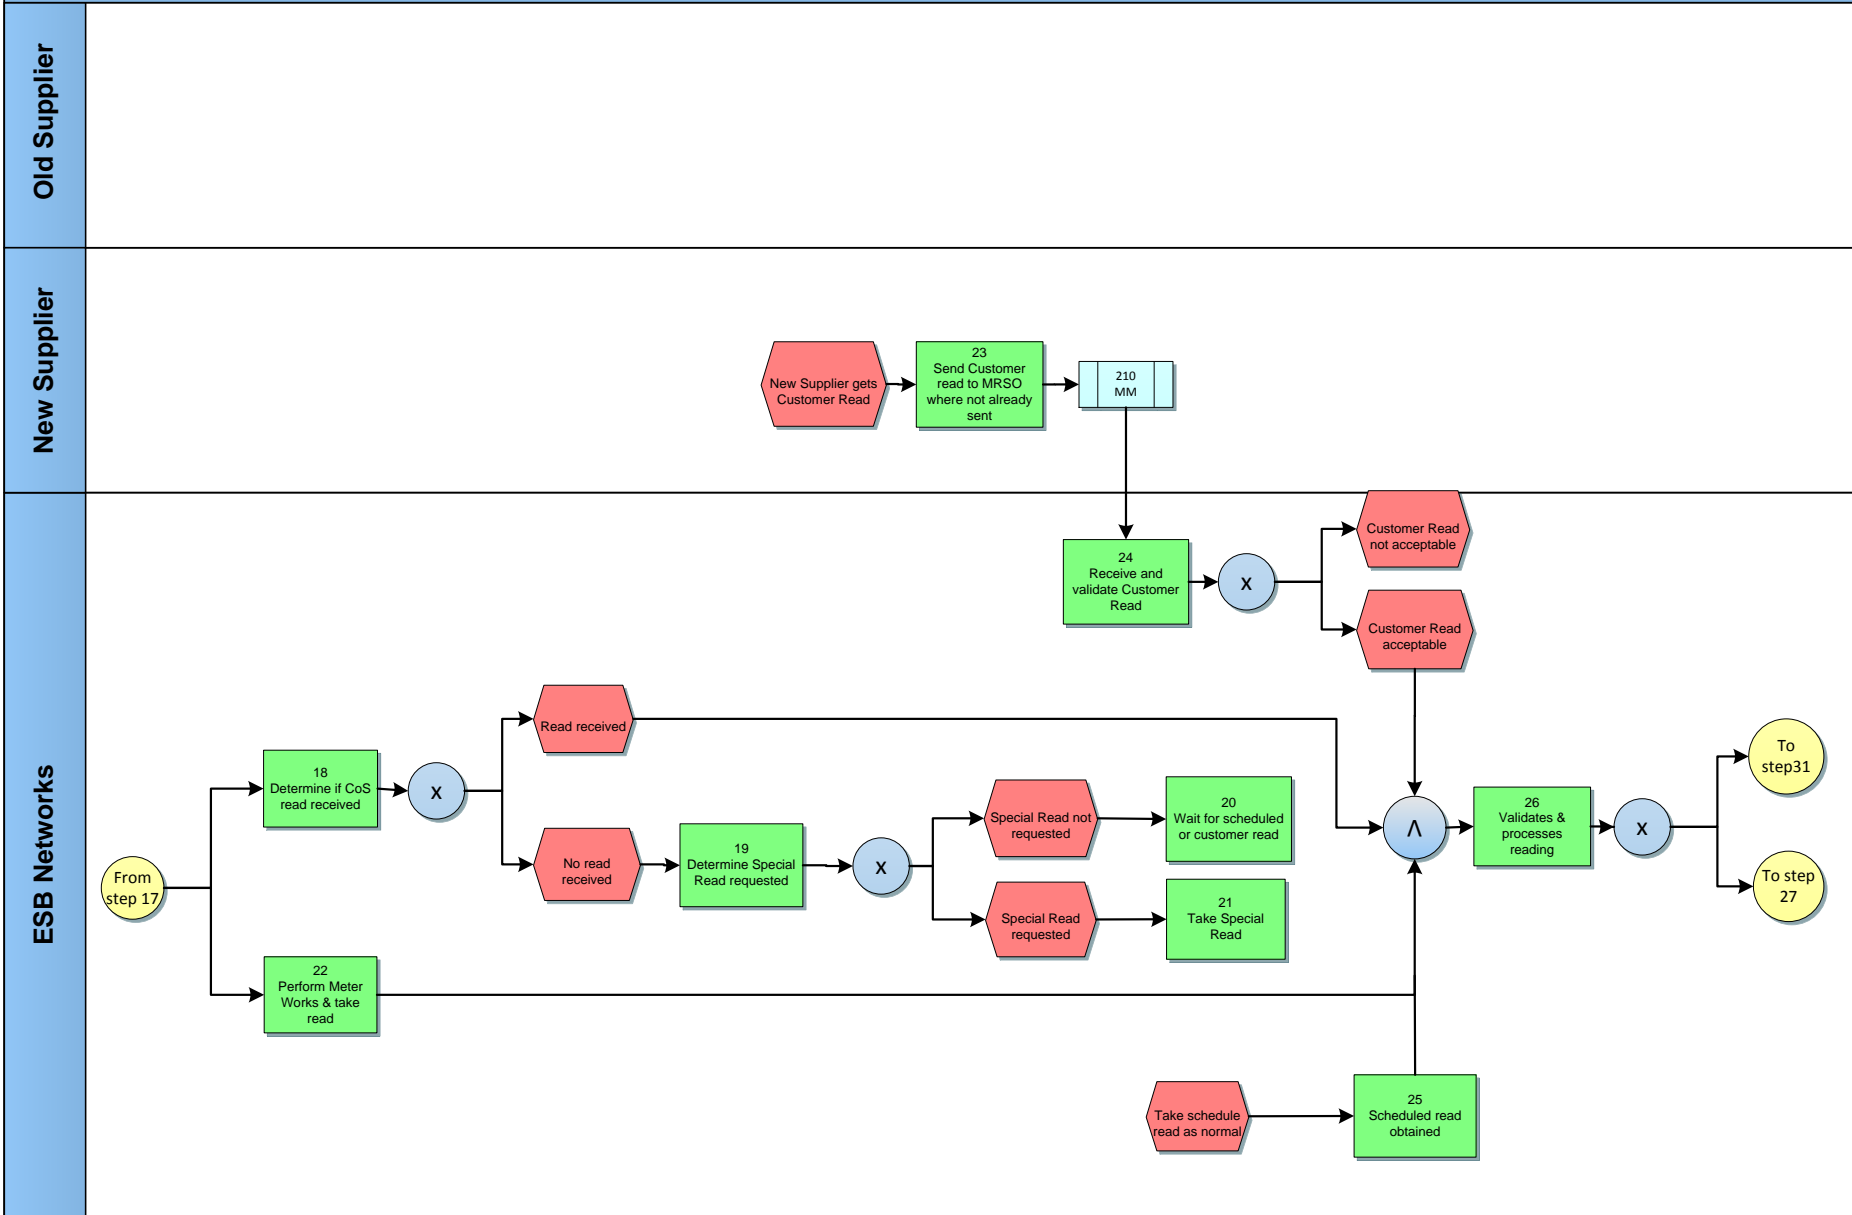 Old Supplier
New Supplier
New Supplier gets
Customer Read
23
Send Customer
read to MRSO
where not already
sent
210
MM
ESB Networks
24
Receive and
validate Customer
Read
X
Customer Read
not acceptable
Customer Read
acceptable
From
step 17
18
Determine if CoS
read received
X
Read received
No read
received
19
Determine Special
Read requested
X
Special Read not
requested
20
Wait for scheduled
or customer read
Special Read
requested
21
Take Special
Read
22
Perform Meter
Works & take
read
Take schedule
read as normal
25
Scheduled read
obtained
Λ
26
Validates &
processes
reading
X
To
step31
To step
27